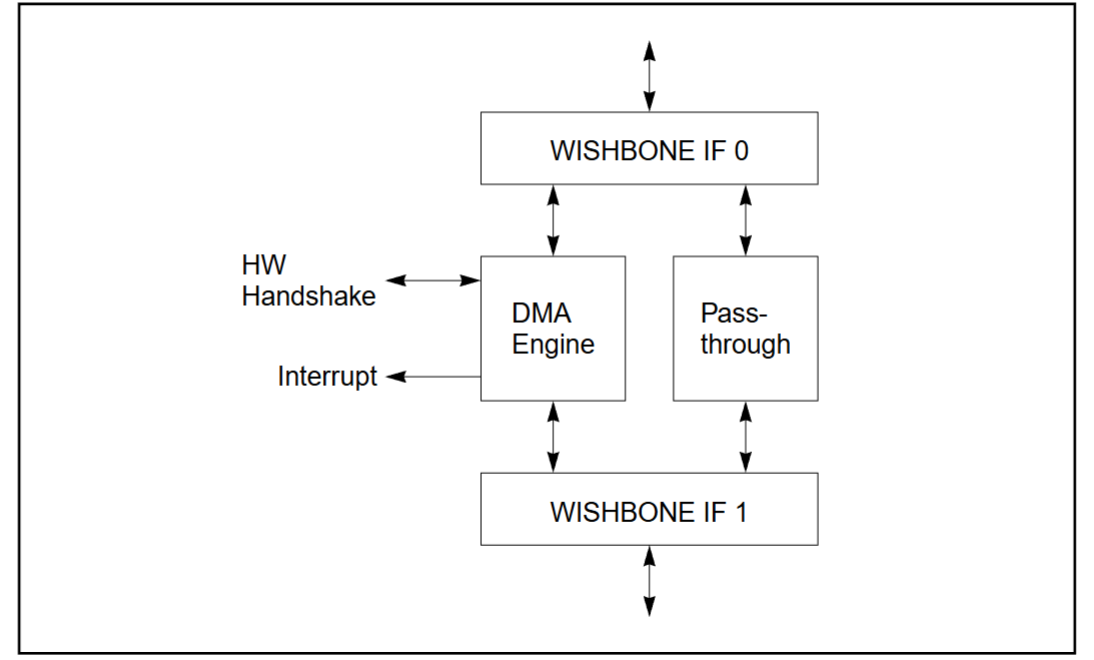 WISHBONE IF 0
HW
Handshake
DMA
Engine
Pass-
through
Interrupt
WISHBONE IF 1